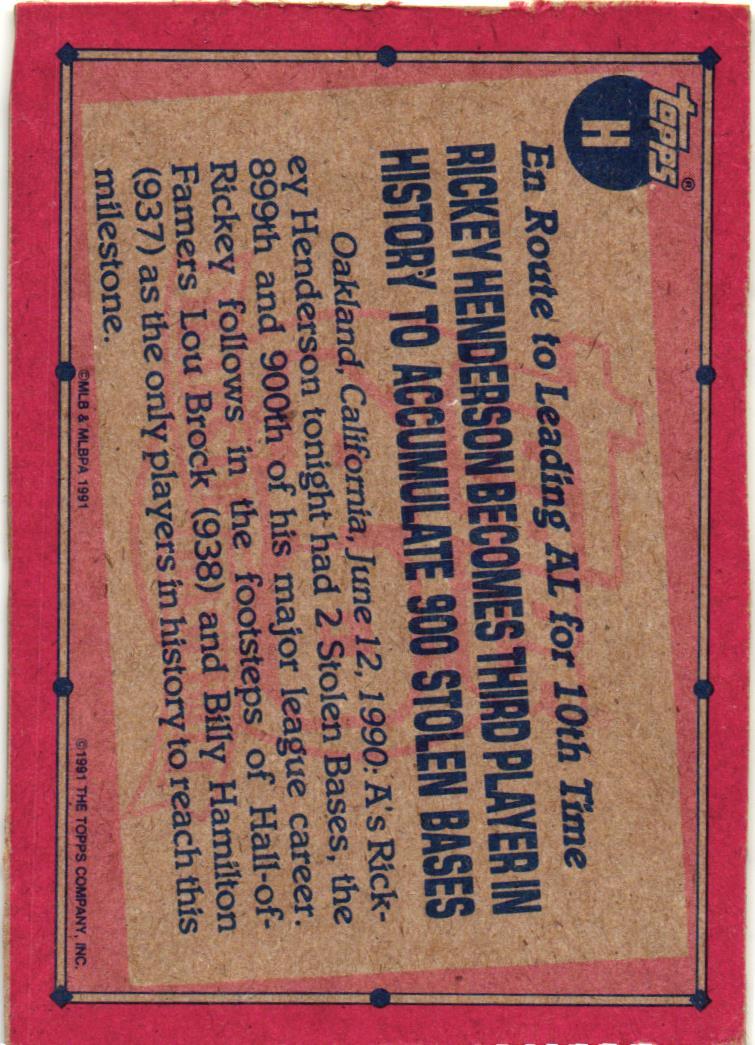 topps®
H
En Route to Leading AL for 10th Time
RICKEY HENDERSON BECOMES THIRD PLAYER IN
HISTORY TO ACCUMULATE 900 STOLEN BASES
Oakland, California, June 12, 1990: A's Rick-
ey Henderson tonight had 2 Stolen Bases, the
899th and 900th of his major league career.
Rickey follows in the footsteps of Hall-of-
Famers Lou Brock (938) and Billy Hamilton
(937) as the only players in history to reach this
milestone.
©MLB & MLBPA 1991
©1991 THE TOPPS COMPANY, INC.